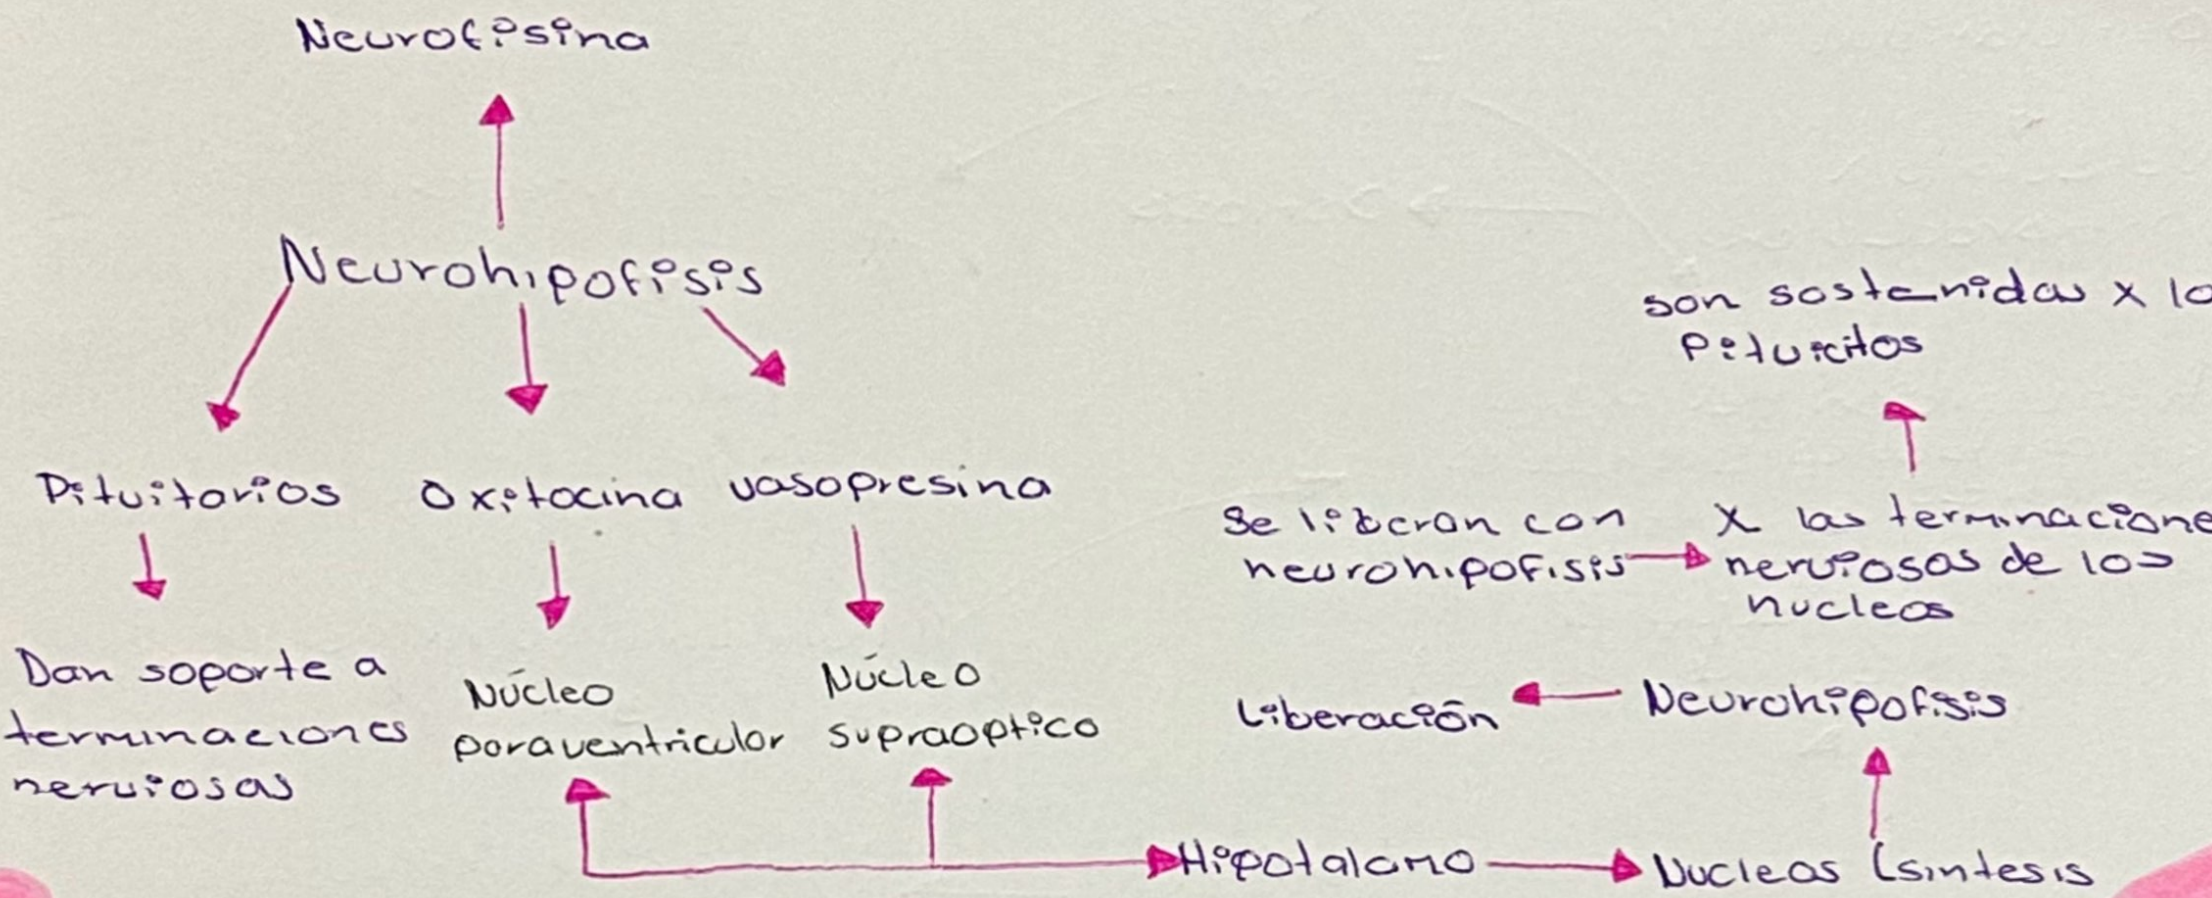 Neurofisina
Neurohipofisis
son sostenidas x lo
Pituicitos
Pituitarios oxitocina vasopresina
Se liberan con
neurohipofisis
x las terminacione
nerviosas de los
nucleos
Dan soporte a
terminaciones
nerviosas
Núcleo
paraventricular
Núcleo
supraoptico
Liberación
Neurohipofisis
Hipotalamo
Nucleos (sintesis